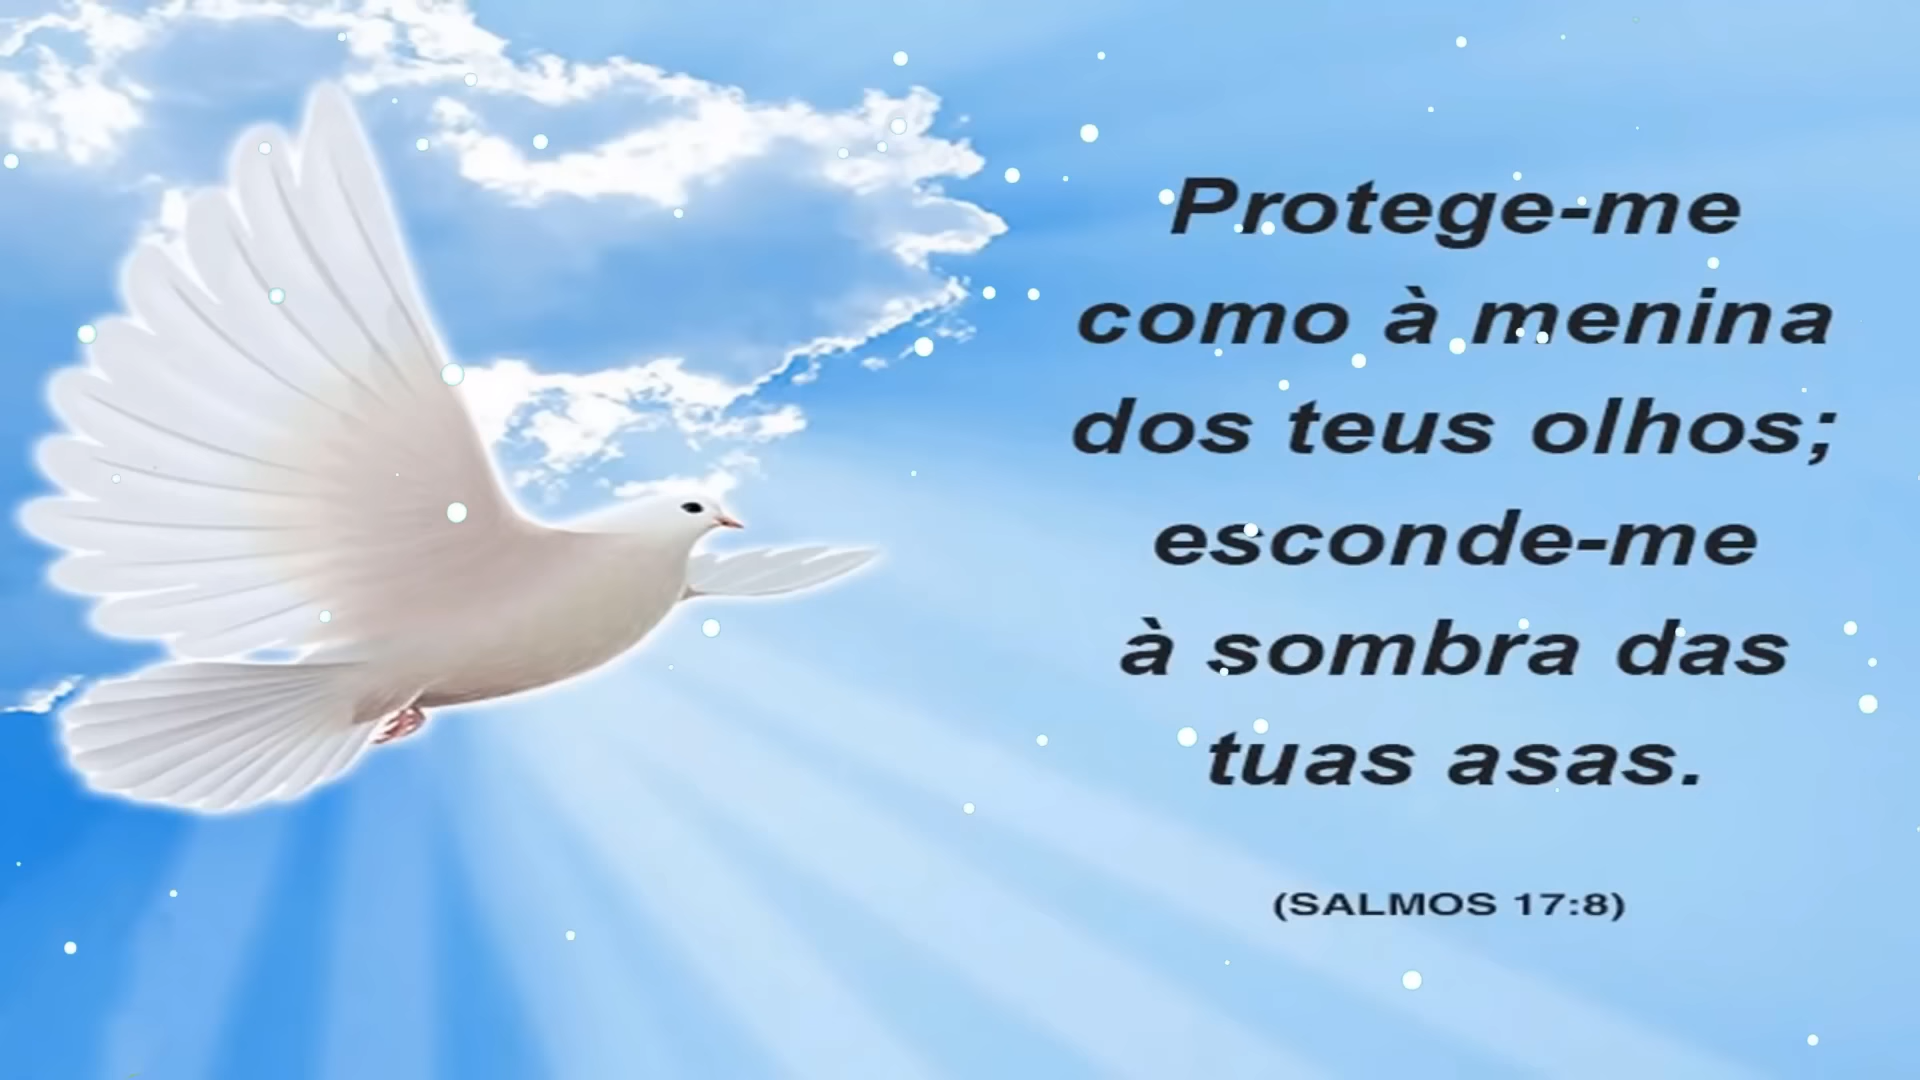 Protege-me
como à menina
dos teus olhos;
esconde-me
à sombra das
tuas asas.
(SALMOS 17:8)